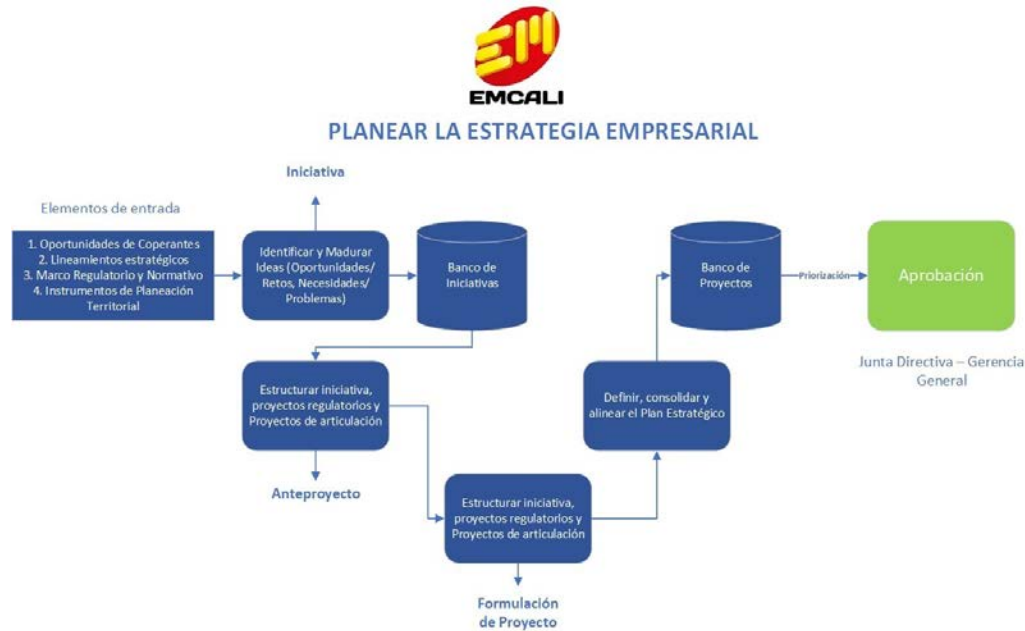 EM
EMCALI
PLANEAR LA ESTRATEGIA EMPRESARIAL
Iniciativa
Elementos de entrada
1. Oportunidades de Coperantes
2. Lineamientos estratégicos
3. Marco Regulatorio y Normativo
4. Instrumentos de Planeación
Territorial
Identificar y Madurar
Ideas (Oportunidades/
Retos, Necesidades/
Problemas)
Banco de
Iniciativas
Banco de
Proyectos
Priorización
Aprobación
Junta Directiva – Gerencia
General
Estructurar iniciativa,
proyectos regulatorios y
Proyectos de articulación
Definir, consolidar y
alinear el Plan Estratégico
Anteproyecto
Estructurar iniciativa,
proyectos regulatorios y
Proyectos de articulación
Formulación
de Proyecto